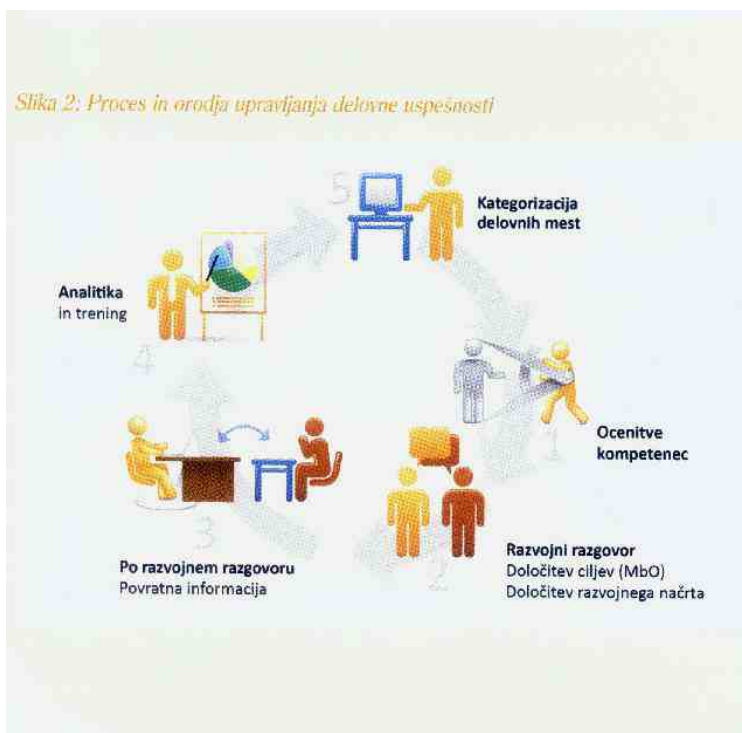 Slika 2: Proces in orodja upravljanja delovne uspešnosti
5
Kategorizacija
delovnih mest
Analitika
in trening
4
1
Ocenitve
kompetenec
3
2
Po razvojnem razgovoru
Povratna informacija
Razvojni razgovor
Določitev ciljev (MbO)
Določitev razvojnega načrta